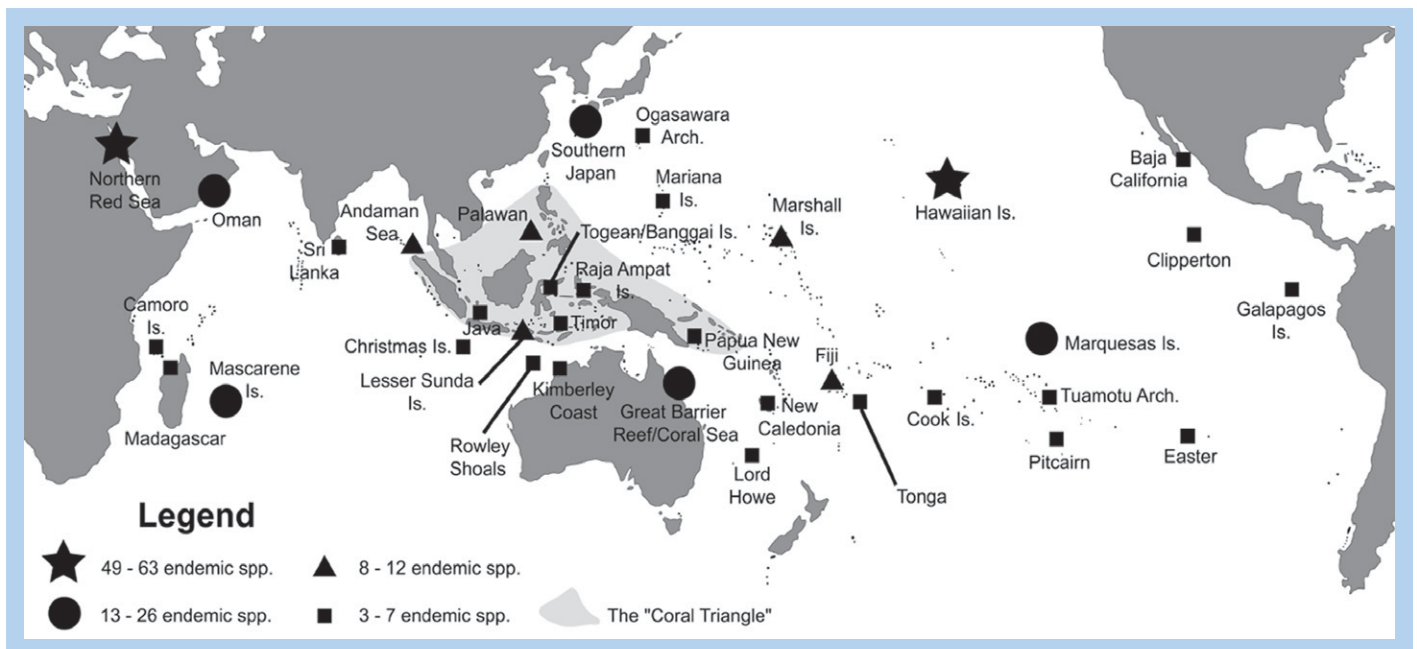 Ogasawara
Arch.
Southern
Japan
Northern
Red Sea
Oman
Mariana
Is.
Andaman
Sea
Palawan
Marshall
Is.
Hawaiian Is.
Baja
California
Sri
Lanka
Togean/Banggai Is.
Clipperton
Raja Ampat
Is.
Camoro
Is.
Galapagos
Is.
Java
Timor
Christmas Is.
Papua New
Guinea
Fiji
Marquesas Is.
Mascarene
Is.
Lesser Sunda
Is.
Kimberley
Coast
Great Barrier
Reef/Coral Sea
New
Caledonia
Cook Is.
Tuamotu Arch.
Madagascar
Rowley
Shoals
Lord
Howe
Tonga
Pitcairn
Easter
Legend
49 - 63 endemic spp.
8 - 12 endemic spp.
13 - 26 endemic spp.
3 - 7 endemic spp.
The "Coral Triangle"